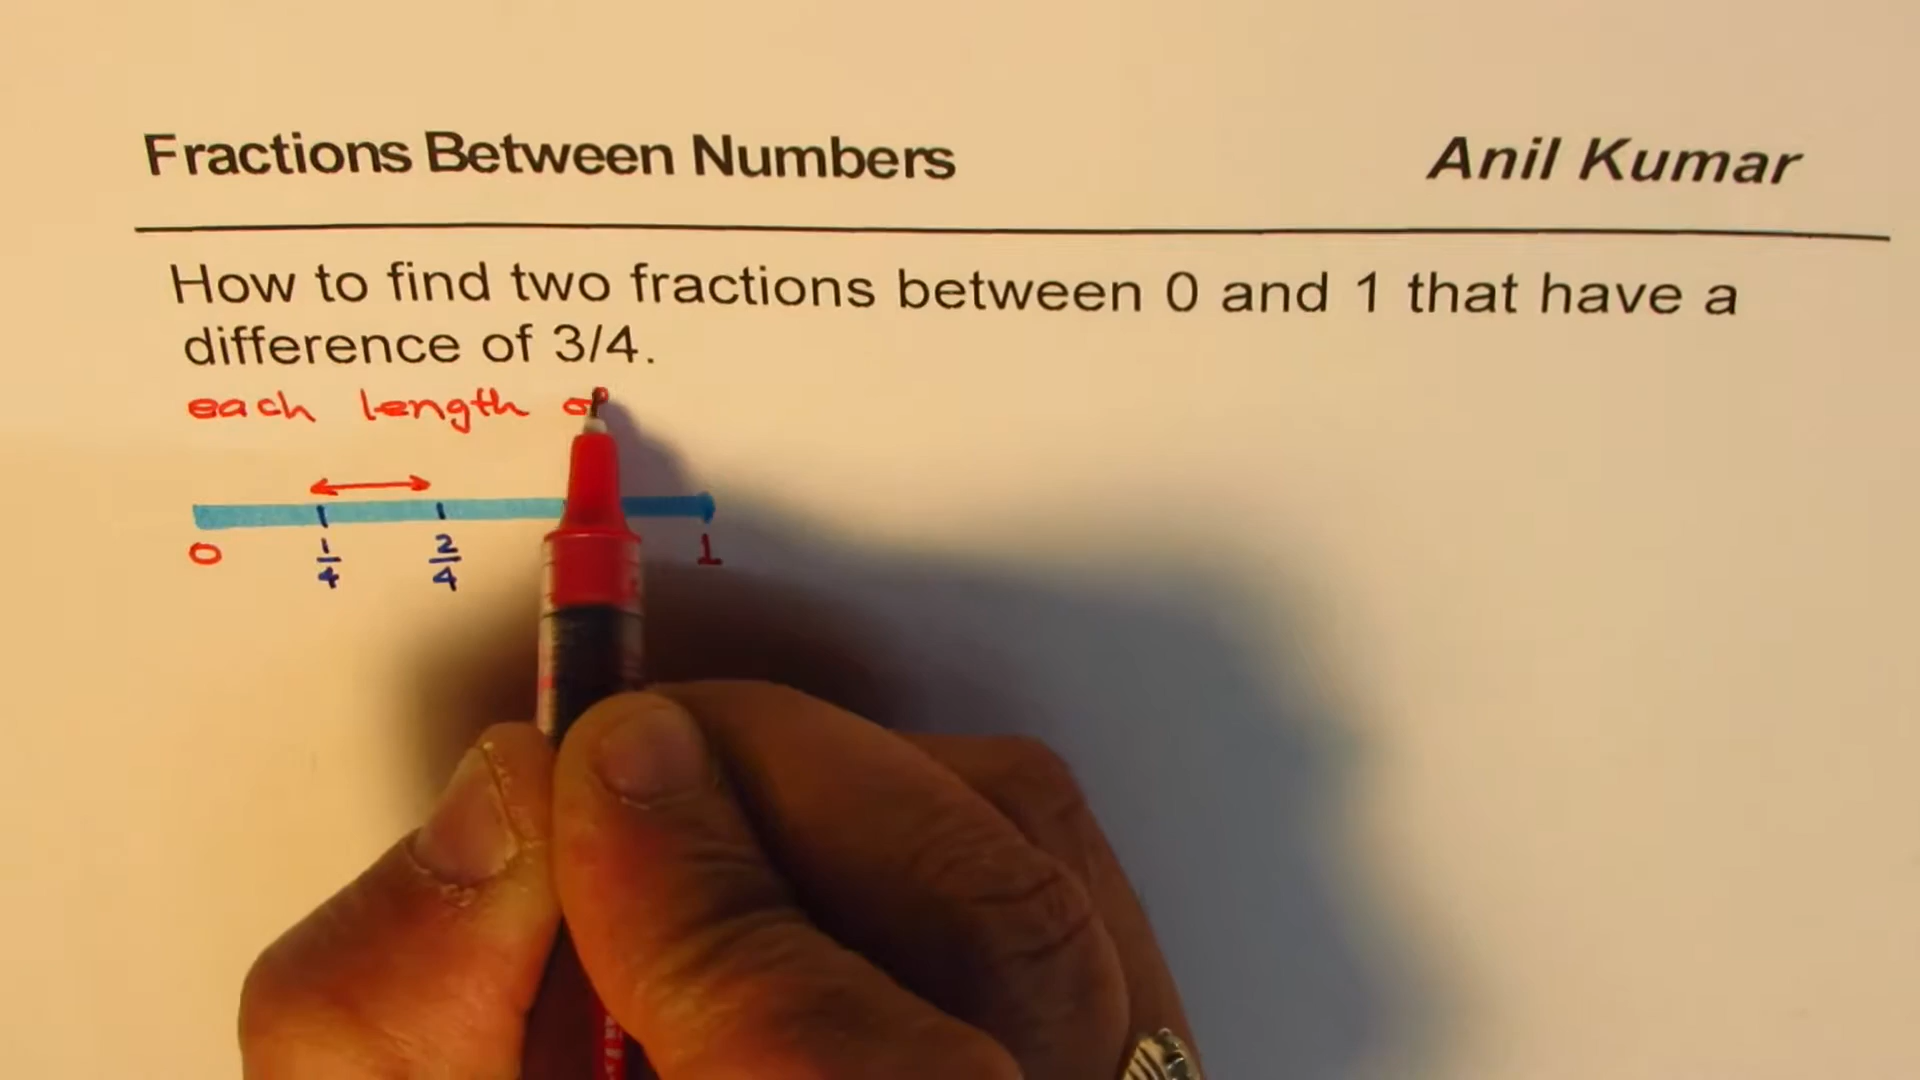 Fractions Between Numbers Anil Kumar
How to find two fractions between 0 and 1 that have a
difference of 3/4.
each length of
0 1/4 2/4 1